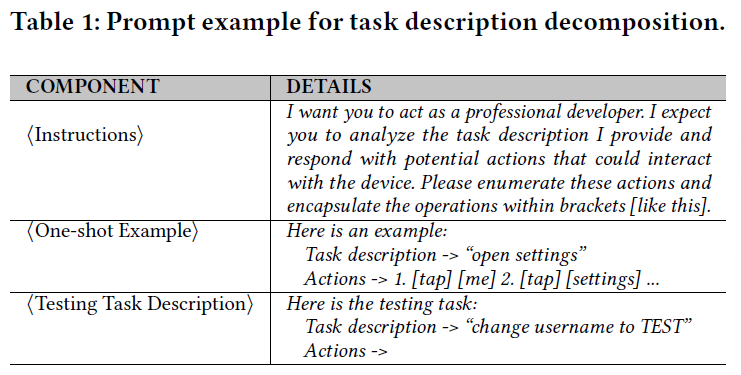 Table 1: Prompt example for task description decomposition.
COMPONENT DETAILS
⟨Instructions⟩
I want you to act as a professional developer. I expect
you to analyze the task description I provide and
respond with potential actions that could interact
with the device. Please enumerate these actions and
encapsulate the operations within brackets [like this].
⟨One-shot Example⟩
Here is an example:
Task description -> “open settings”
Actions -> 1. [tap] [me] 2. [tap] [settings] ...
⟨Testing Task Description⟩
Here is the testing task:
Task description -> “change username to TEST”
Actions ->